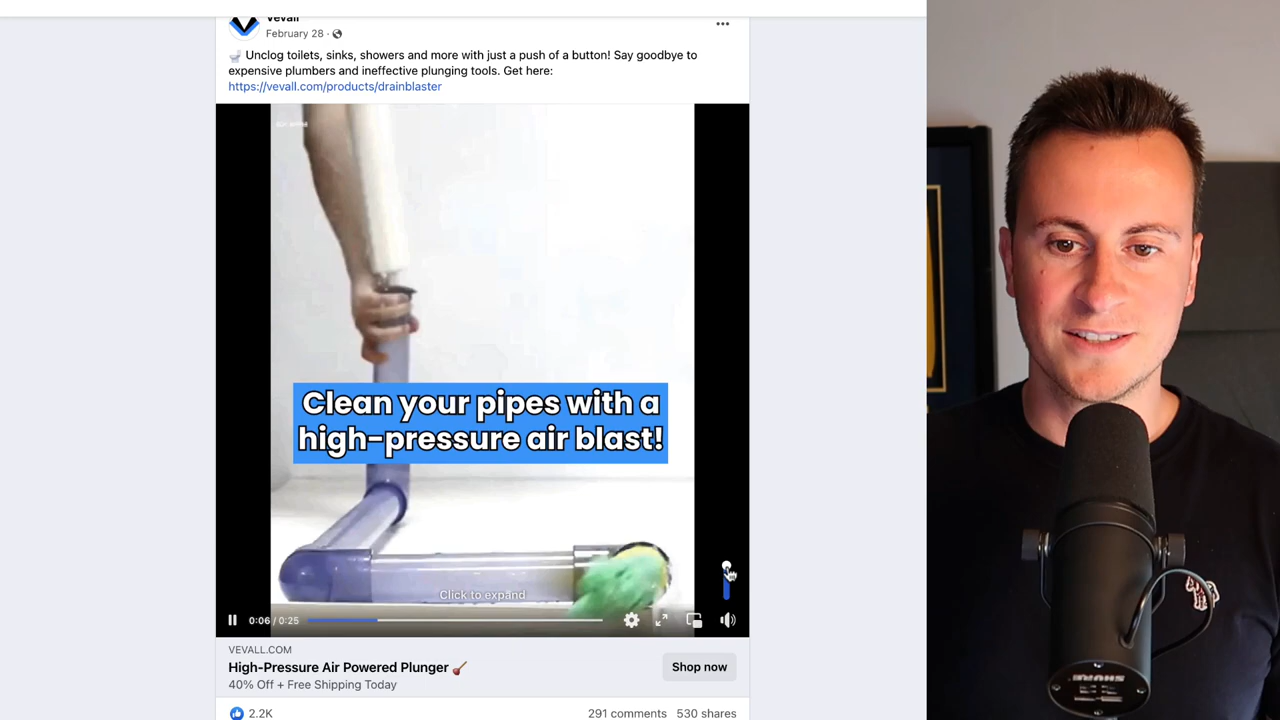 Vevall
February 28 ·
Unclog toilets, sinks, showers and more with just a push of a button! Say goodbye to
expensive plumbers and ineffective plunging tools. Get here:
https://vevall.com/products/drainblaster
Clean your pipes with a
high-pressure air blast!
Click to expand
0:06 / 0:25
VEVALL.COM
High-Pressure Air Powered Plunger
40% Off + Free Shipping Today
Shop now
2.2K
291 comments 530 shares